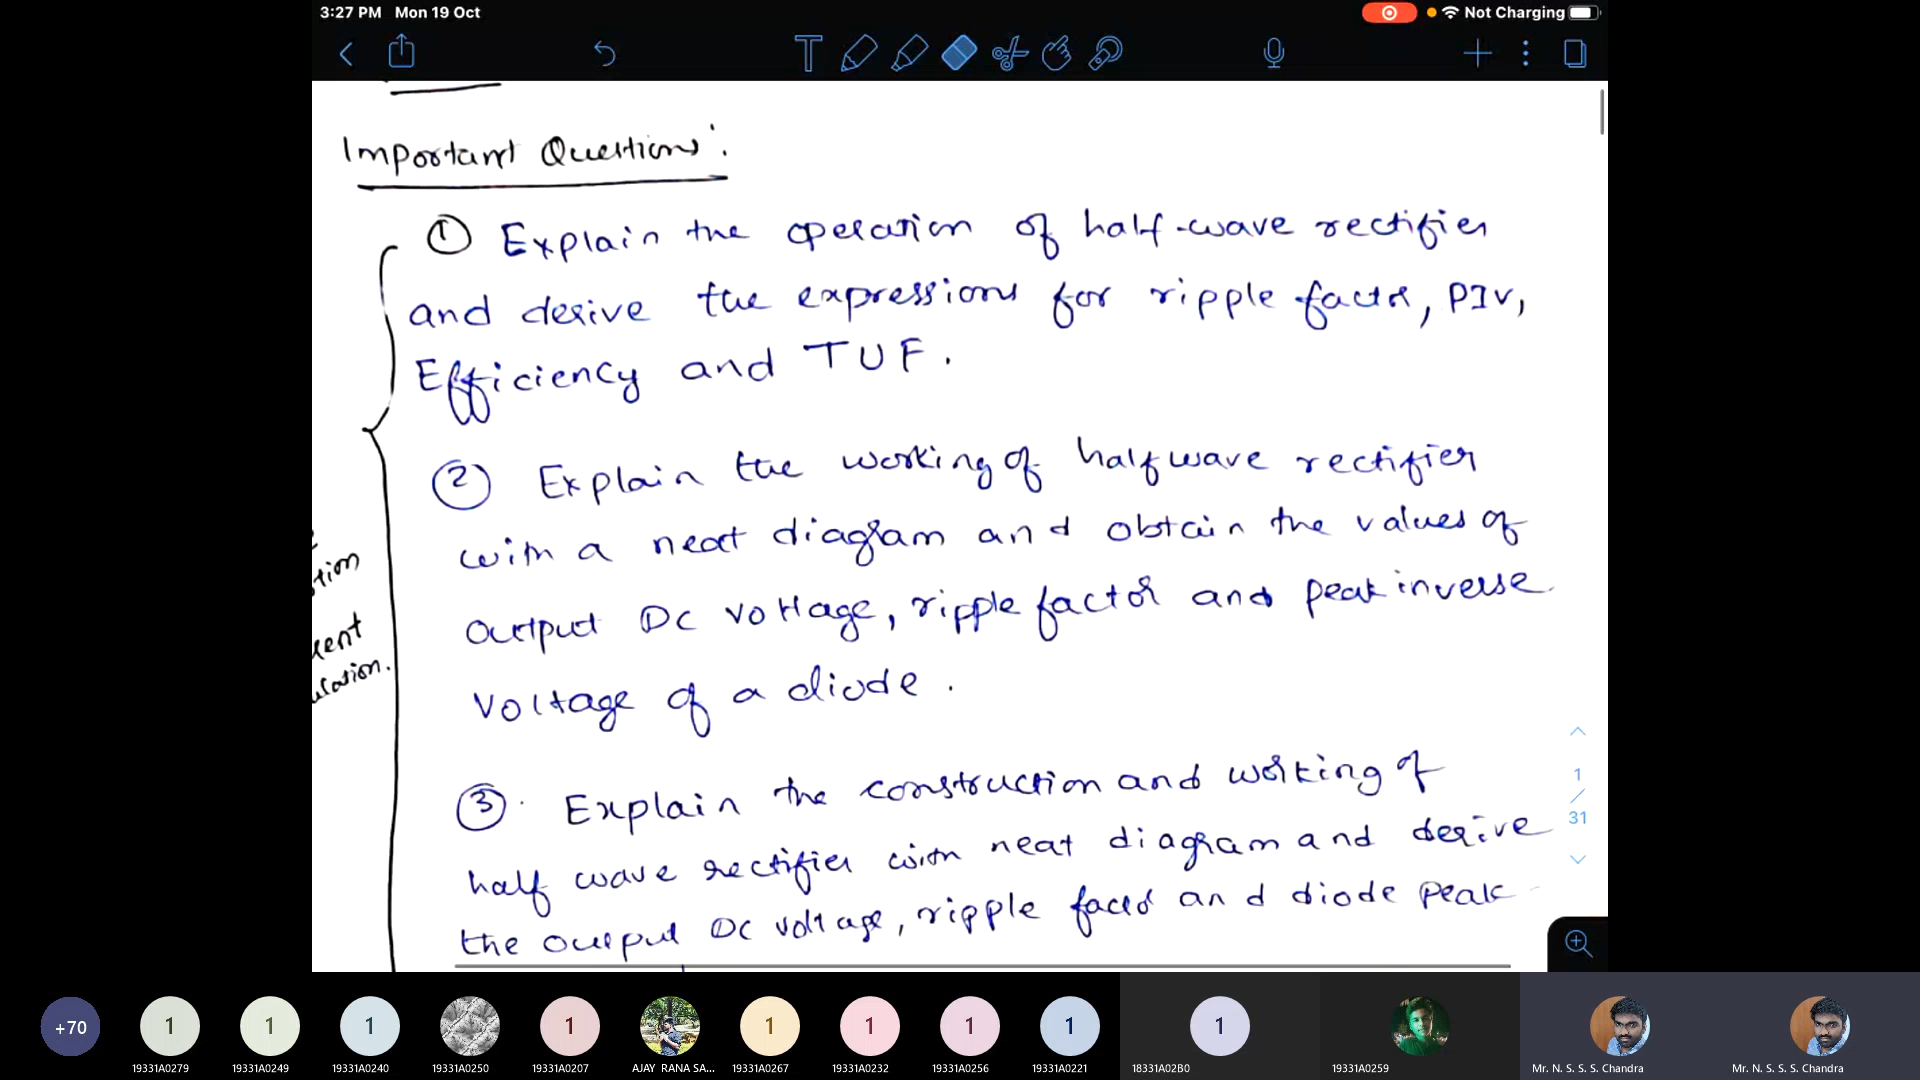 3:27 PM Mon 19 Oct
Not Charging
Important Questions:
① Explain the operation of half-wave rectifier
and derive the expressions for ripple factor, PIV,
Efficiency and TUF.
② Explain the working of half wave rectifier
with a neat diagram and obtain the values of
output DC voltage, ripple factor and peak inverse
voltage of a diode.
tion
③. Explain the construction and working of
half wave rectifier with neat diagram and derive
the output DC voltage, ripple factor and diode peak
1
/
31
+70
1 1 1 1 1 1 1 1 1
19331A0279 19331A0249 19331A0240 19331A0250 19331A0207 AJAY RANA SA... 19331A0267 19331A0232 19331A0256 19331A0221 18331A02B0 19331A0259 Mr. N. S. S. S. Chandra Mr. N. S. S. S. Chandra